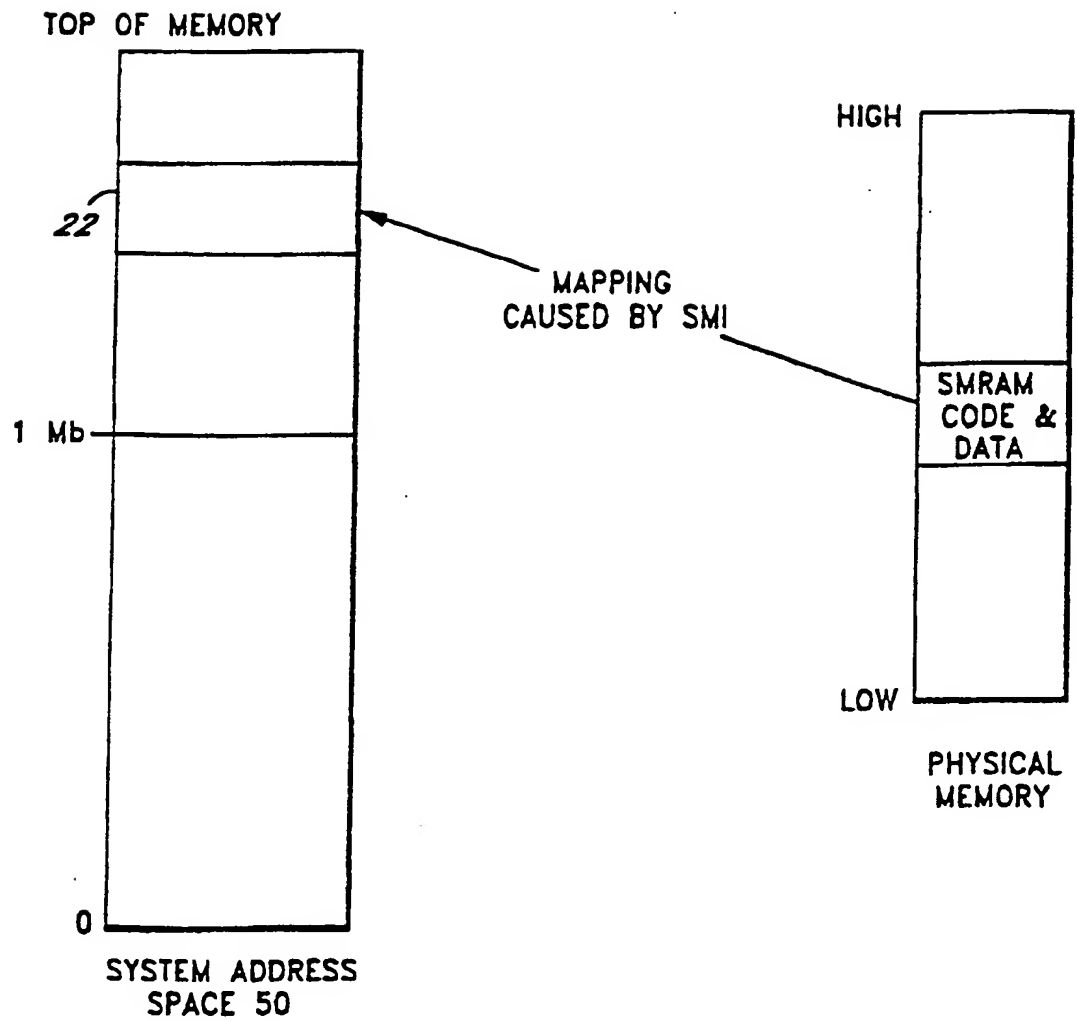 TOP OF MEMORY
22
1 Mb
0
SYSTEM ADDRESS
SPACE 50
MAPPING
CAUSED BY SMI
HIGH
SMRAM
CODE &
DATA
LOW
PHYSICAL
MEMORY